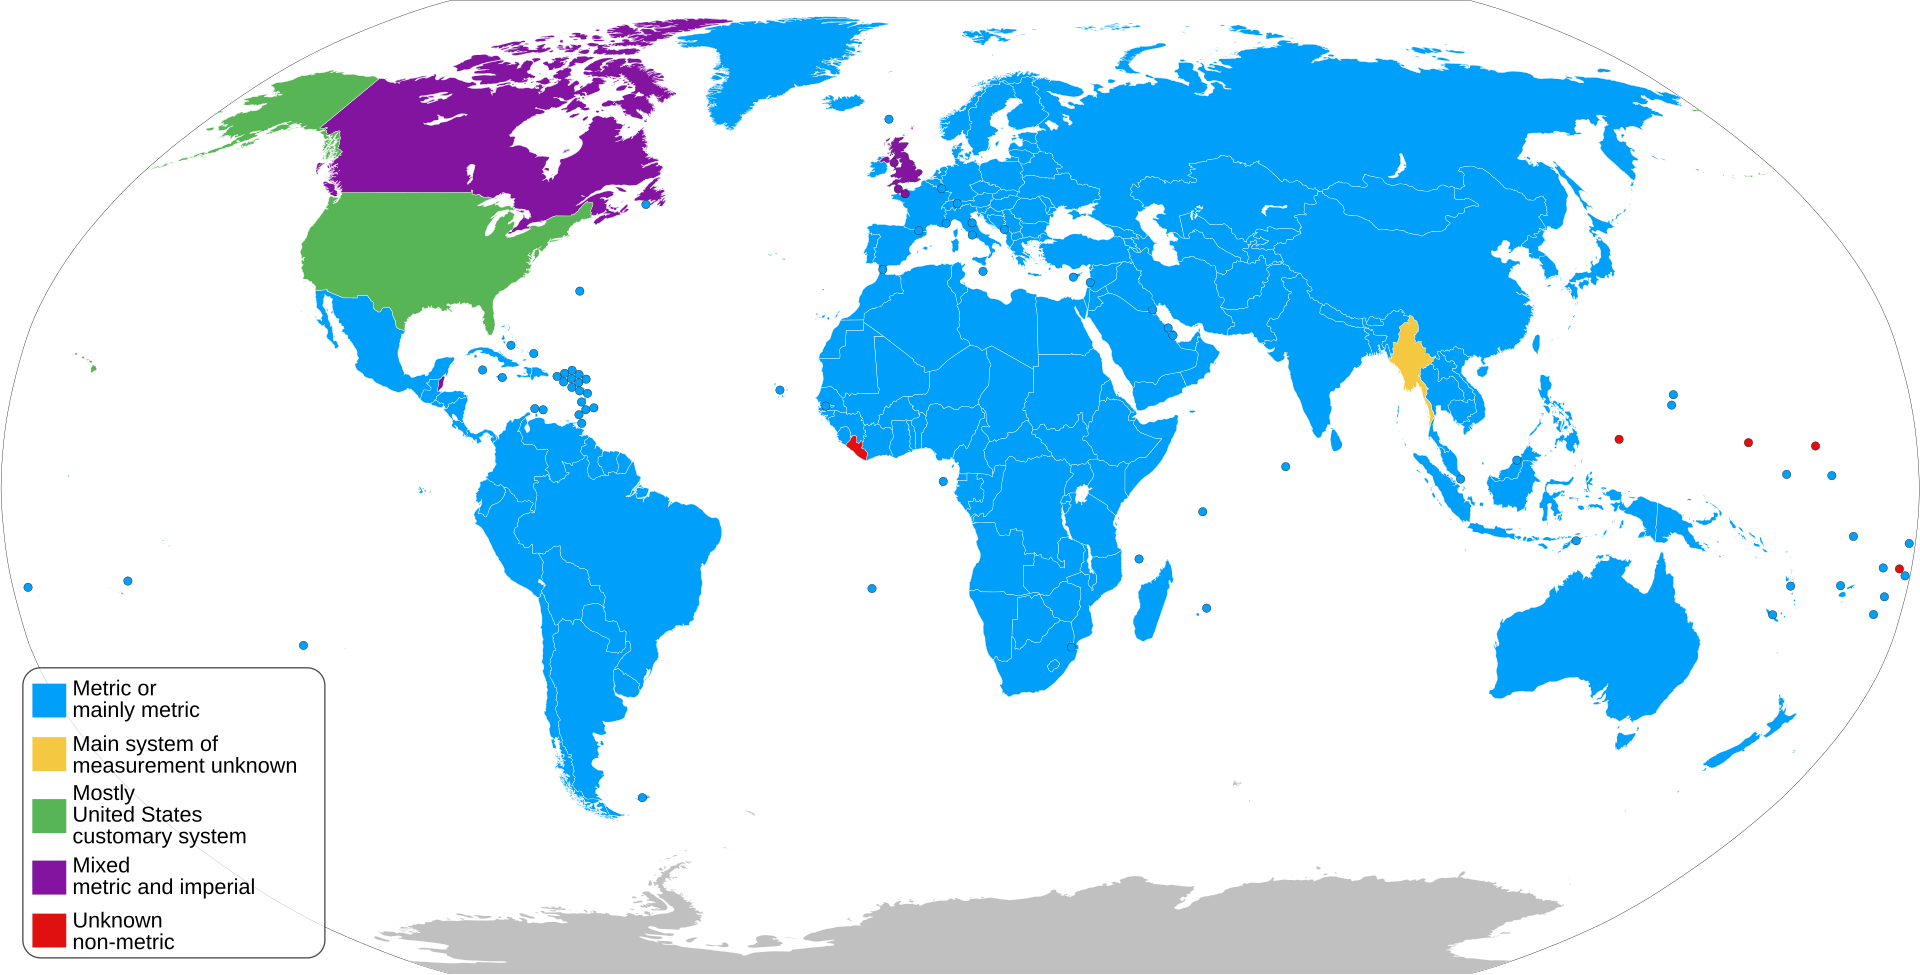 Metric or
mainly metric
Main system of
measurement unknown
Mostly
United States
customary system
Mixed
metric and imperial
Unknown
non-metric